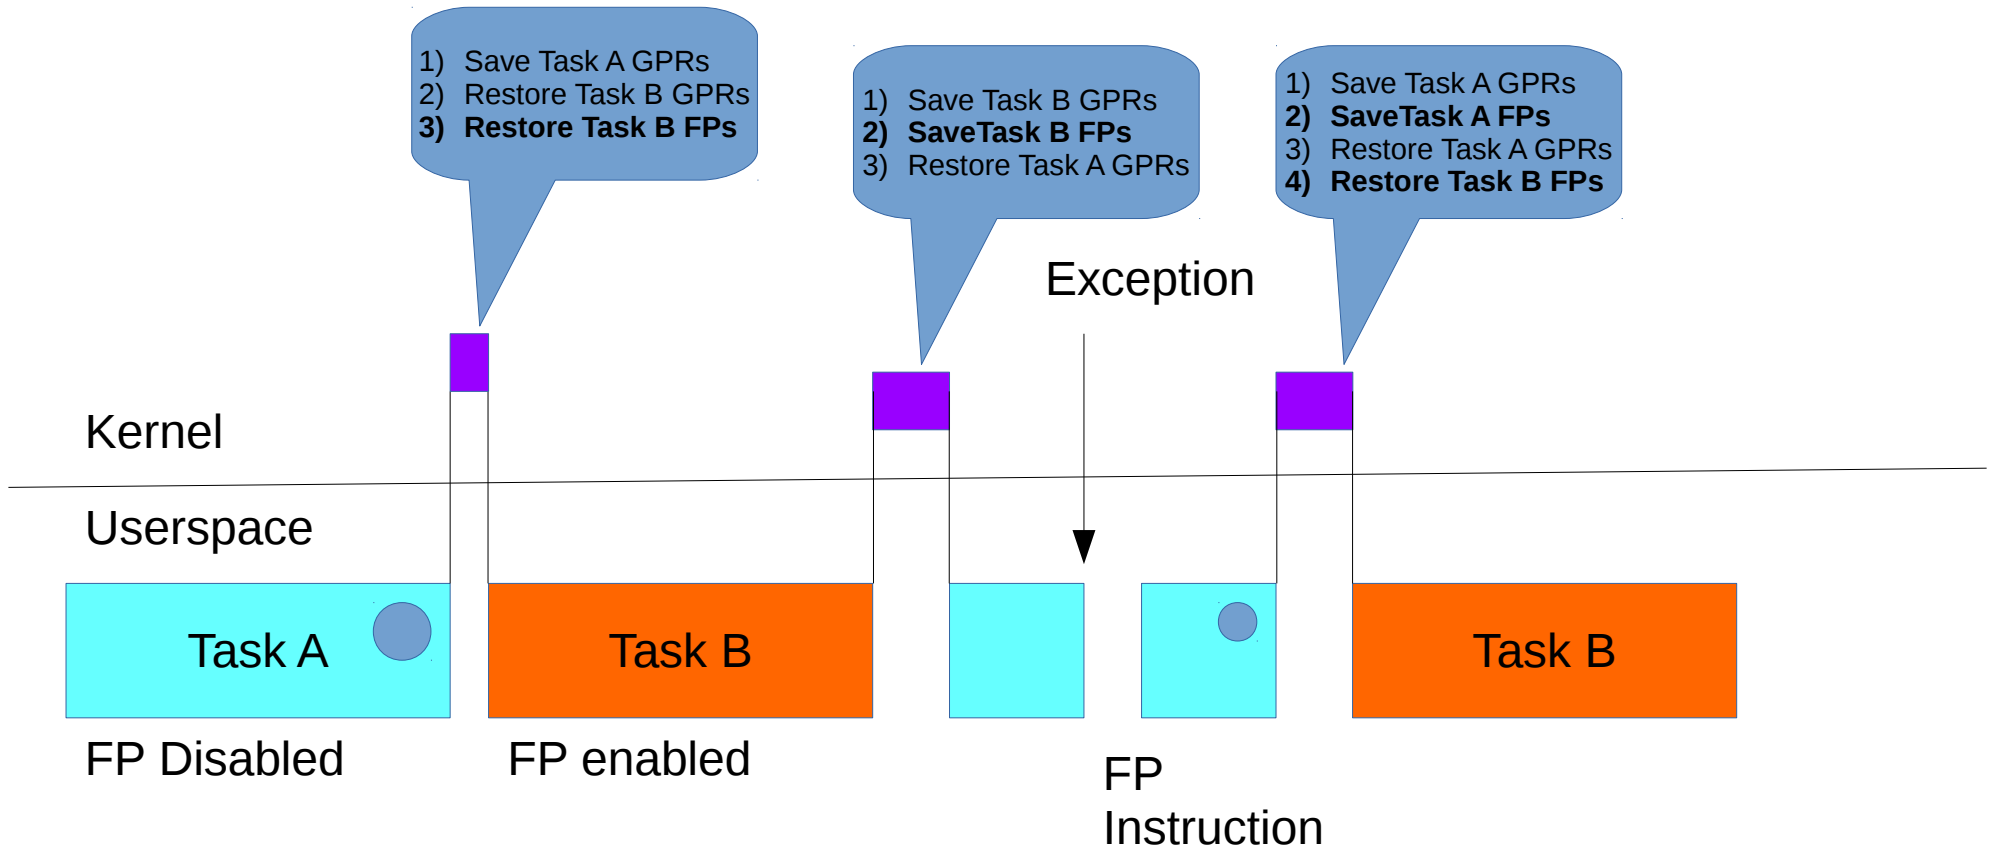 1) Save Task A GPRs
2) Restore Task B GPRs
3) Restore Task B FPs
1) Save Task B GPRs
2) SaveTask B FPs
3) Restore Task A GPRs
1) Save Task A GPRs
2) SaveTask A FPs
3) Restore Task A GPRs
4) Restore Task B FPs
Exception
Kernel
Userspace
Task A
Task B
Task B
FP Disabled
FP enabled
FP
Instruction